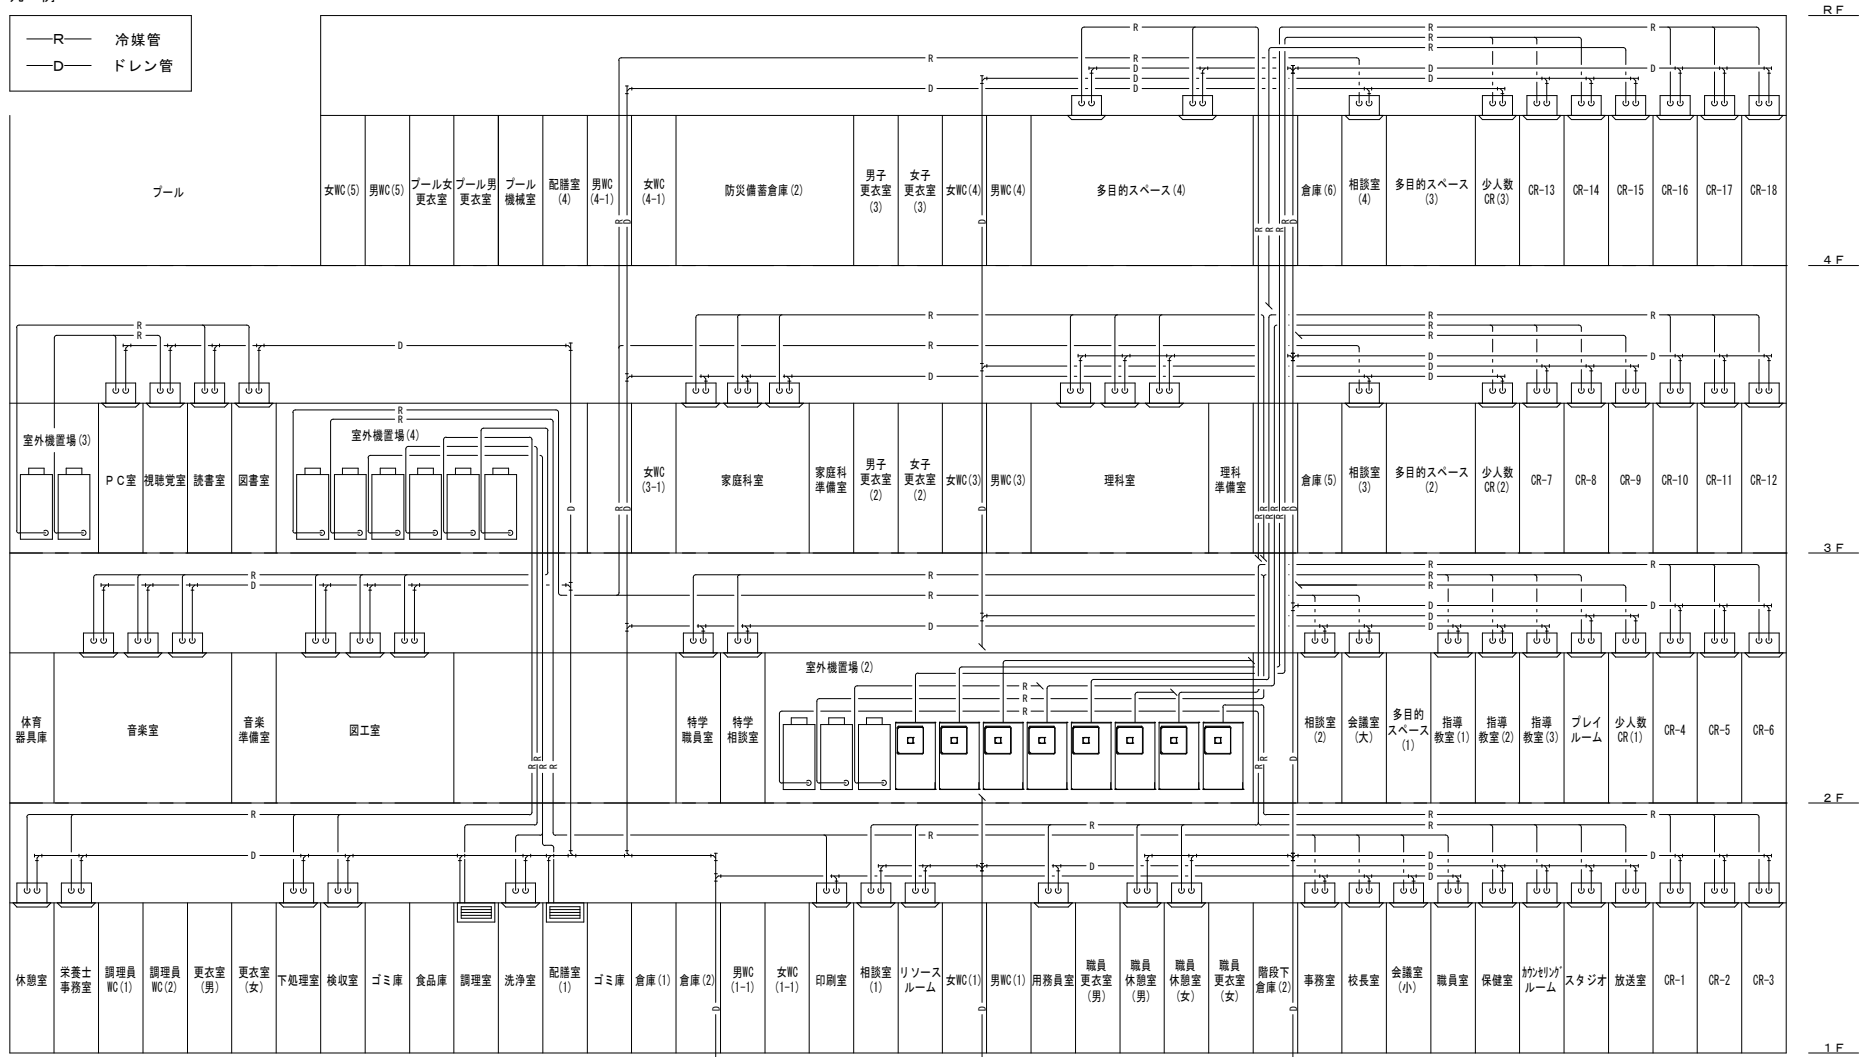 R 冷媒管
D ドレン管
RF
R R
R
R
R
R R
D D D
D D
D D D
プール
女WC(5)
男WC(5)
プール女
更衣室
プール男
更衣室
プール
機械室
配膳室
(4)
男WC
(4-1)
女WC
(4-1)
防災備蓄倉庫(2)
男子
更衣室
(3)
女子
更衣室
(3)
女WC(4)
男WC(4)
多目的スペース(4)
倉庫(6)
相談室
(4)
多目的スペース
(3)
少人数
CR(3)
CR-13
CR-14
CR-15
CR-16
CR-17
CR-18
R D
D
R R R R D
4F
R R R
R R
R R R
D D
D D
D D D
室外機置場(3)
PC室
視聴覚室
読書室
図書室
R
R
室外機置場(4)
女WC
(3-1)
家庭科室
家庭科
準備室
男子
更衣室
(2)
女子
更衣室
(2)
女WC(3)
男WC(3)
理科室
理科
準備室
倉庫(5)
相談室
(3)
多目的スペース
(2)
少人数
CR(2)
CR-7
CR-8
CR-9
CR-10
CR-11
CR-12
D
R D
D
R R R R D
3F
R R
R R R
D R R
D D
D
D D
体育
器具庫
音楽室
音楽
準備室
図工室
特学
職員室
特学
相談室
室外機置場(2)
R
R
R
相談室
(2)
会議室
(大)
多目的
スペース
(1)
指導
教室(1)
指導
教室(2)
指導
教室(3)
プレイ
ルーム
少人数
CR(1)
CR-4
CR-5
CR-6
R R R R
R D
2F
R R R
R R
R R
D D D
D D
D D
休憩室
栄養士
事務室
調理員
WC(1)
調理員
WC(2)
更衣室
(男)
更衣室
(女)
下処理室
検収室
ゴミ庫
食品庫
調理室
洗浄室
配膳室
(1)
ゴミ庫
倉庫(1)
倉庫(2)
男WC
(1-1)
女WC
(1-1)
印刷室
相談室
(1)
リソース
ルーム
女WC(1)
男WC(1)
用務員室
職員
更衣室
(男)
職員
休憩室
(男)
職員
休憩室
(女)
職員
更衣室
(女)
階段下
倉庫(2)
事務室
校長室
会議室
(小)
職員室
保健室
カウンセリング
ルーム
スタジオ
放送室
CR-1
CR-2
CR-3
D D D
1F